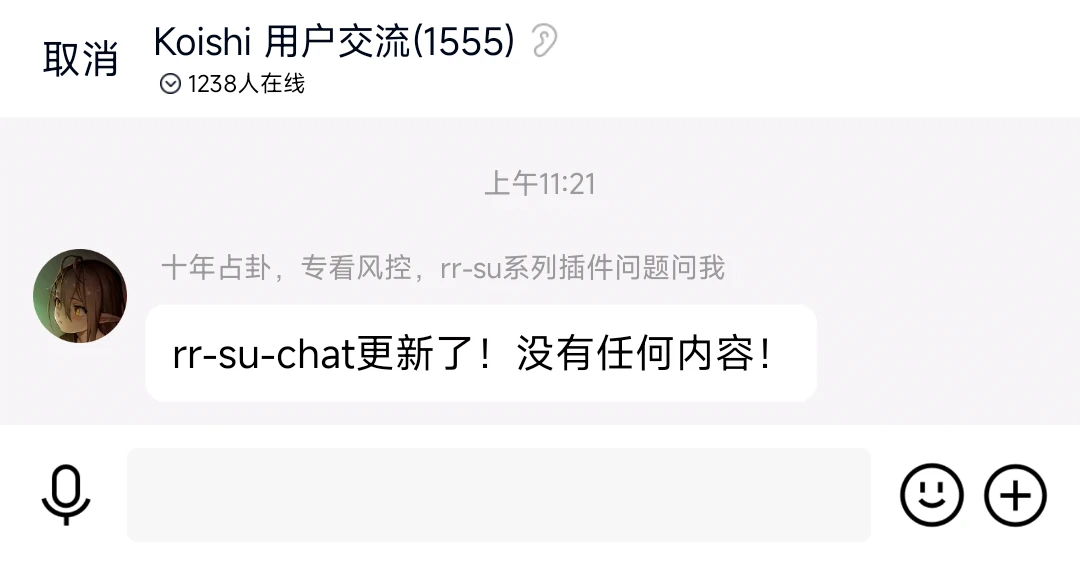 取消
Koishi 用户交流(1555)
1238人在线
上午11:21
十年占卦，专看风控，rr-su系列插件问题问我
rr-su-chat更新了！没有任何内容！